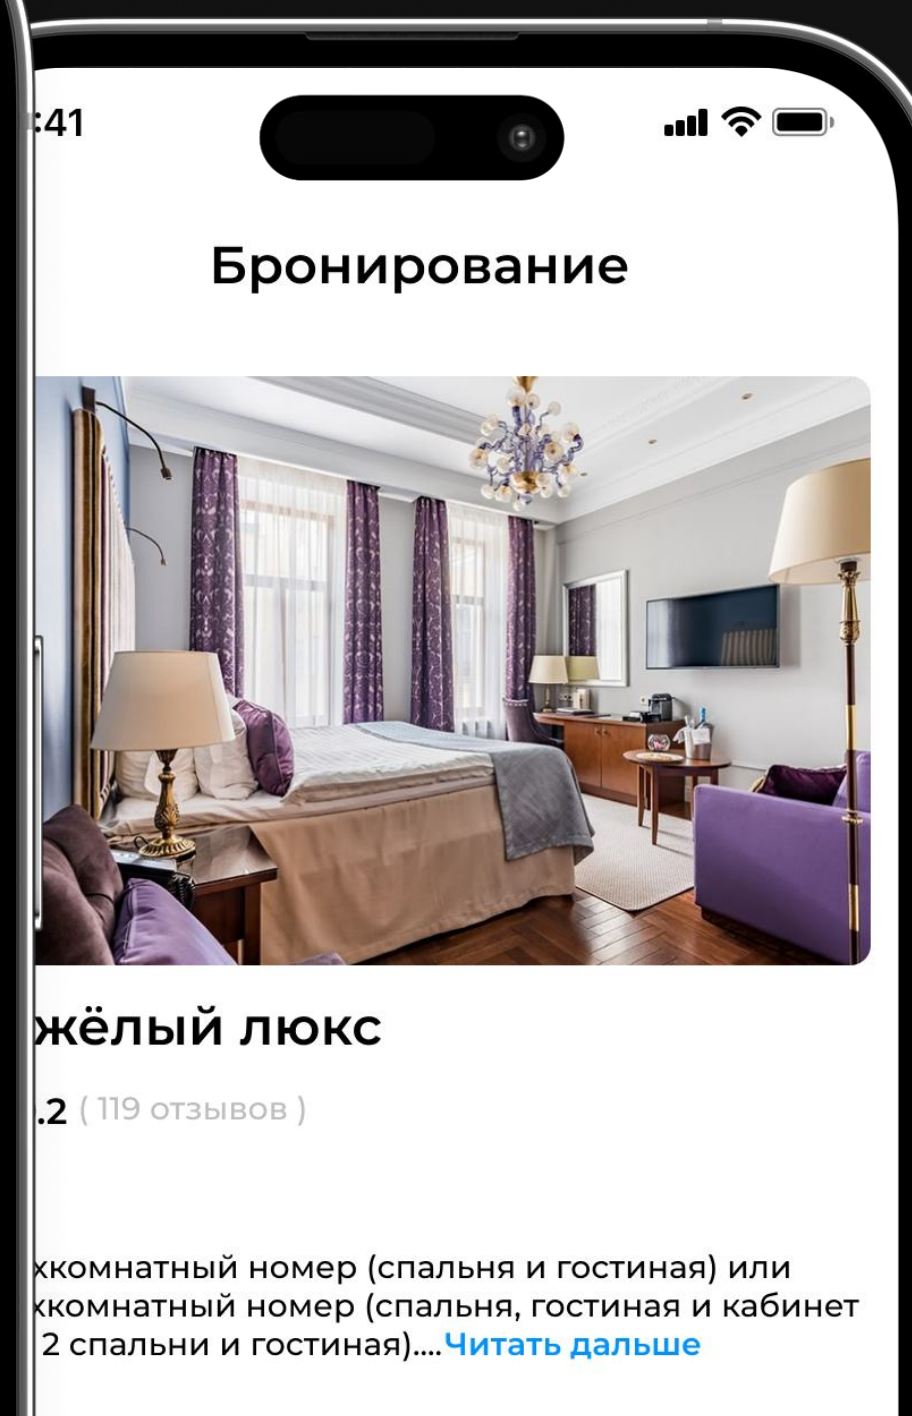 :41
Бронирование
жёлый люкс
.2 ( 119 отзывов )
хкомнатный номер (спальня и гостиная) или
хкомнатный номер (спальня, гостиная и кабинет
2 спальни и гостиная)....Читать дальше